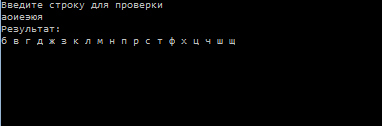 Введите строку для проверки
аоиеэюя
Результат:
б в г д ж з к л м н п р с т ф х ц ч ш щ